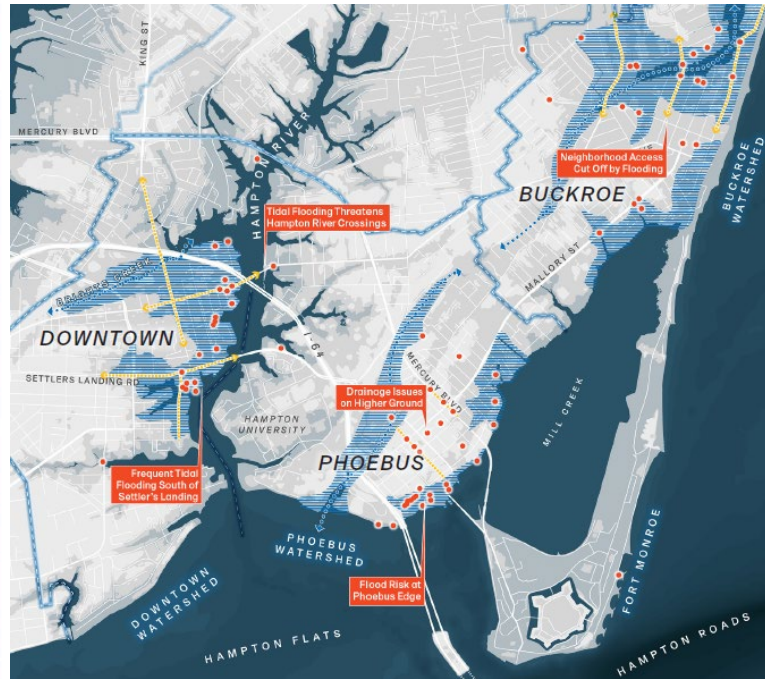 KING ST
MERCURY BLVD
HAMPTON RIVER
Neighborhood Access
Cut Off by Flooding
BUCKROE
BUCKROE
WATERSHED
Tidal Flooding Threatens
Hampton River Crossings
MALLORY ST
BRIGHTS CREEK
DOWNTOWN
I-64
SETTLERS LANDING RD
MERCURY BLVD
Drainage Issues
on Higher Ground
MILL CREEK
HAMPTON
UNIVERSITY
PHOEBUS
Frequent Tidal
Flooding South of
Settler's Landing
PHOEBUS
WATERSHED
Flood Risk at
Phoebus Edge
FORT MONROE
DOWNTOWN
WATERSHED
HAMPTON FLATS
HAMPTON ROADS